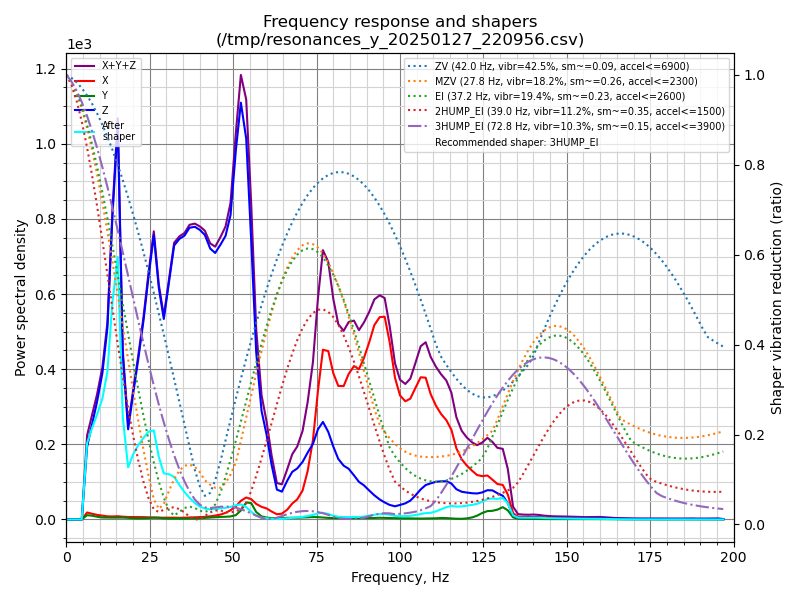 Frequency response and shapers
(/tmp/resonances_y_20250127_220956.csv)
1e3
X+Y+Z
X
Y
Z
After
shaper
ZV (42.0 Hz, vibr=42.5%, sm~=0.09, accel<=6900)
MZV (27.8 Hz, vibr=18.2%, sm~=0.26, accel<=2300)
EI (37.2 Hz, vibr=19.4%, sm~=0.23, accel<=2600)
2HUMP_EI (39.0 Hz, vibr=11.2%, sm~=0.35, accel<=1500)
3HUMP_EI (72.8 Hz, vibr=10.3%, sm~=0.15, accel<=3900)
Recommended shaper: 3HUMP_EI
1.2
1.0
0.8
0.6
0.4
0.2
0.0
Power spectral density
1.0
0.8
0.6
0.4
0.2
0.0
Shaper vibration reduction (ratio)
0 25 50 75 100 125 150 175 200
Frequency, Hz